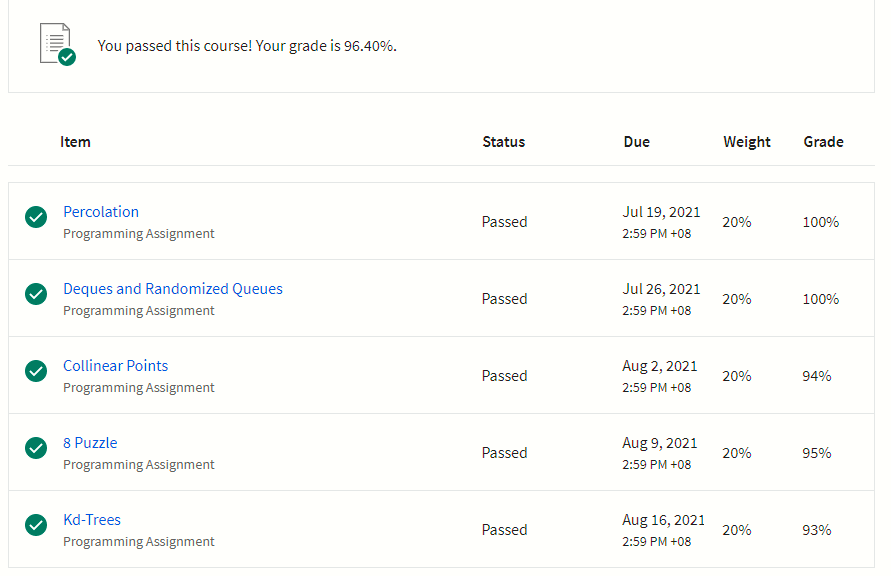 You passed this course! Your grade is 96.40%.
Item Status Due Weight Grade
Percolation
Programming Assignment
Passed
Jul 19, 2021
2:59 PM +08
20%
100%
Deques and Randomized Queues
Programming Assignment
Passed
Jul 26, 2021
2:59 PM +08
20%
100%
Collinear Points
Programming Assignment
Passed
Aug 2, 2021
2:59 PM +08
20%
94%
8 Puzzle
Programming Assignment
Passed
Aug 9, 2021
2:59 PM +08
20%
95%
Kd-Trees
Programming Assignment
Passed
Aug 16, 2021
2:59 PM +08
20%
93%